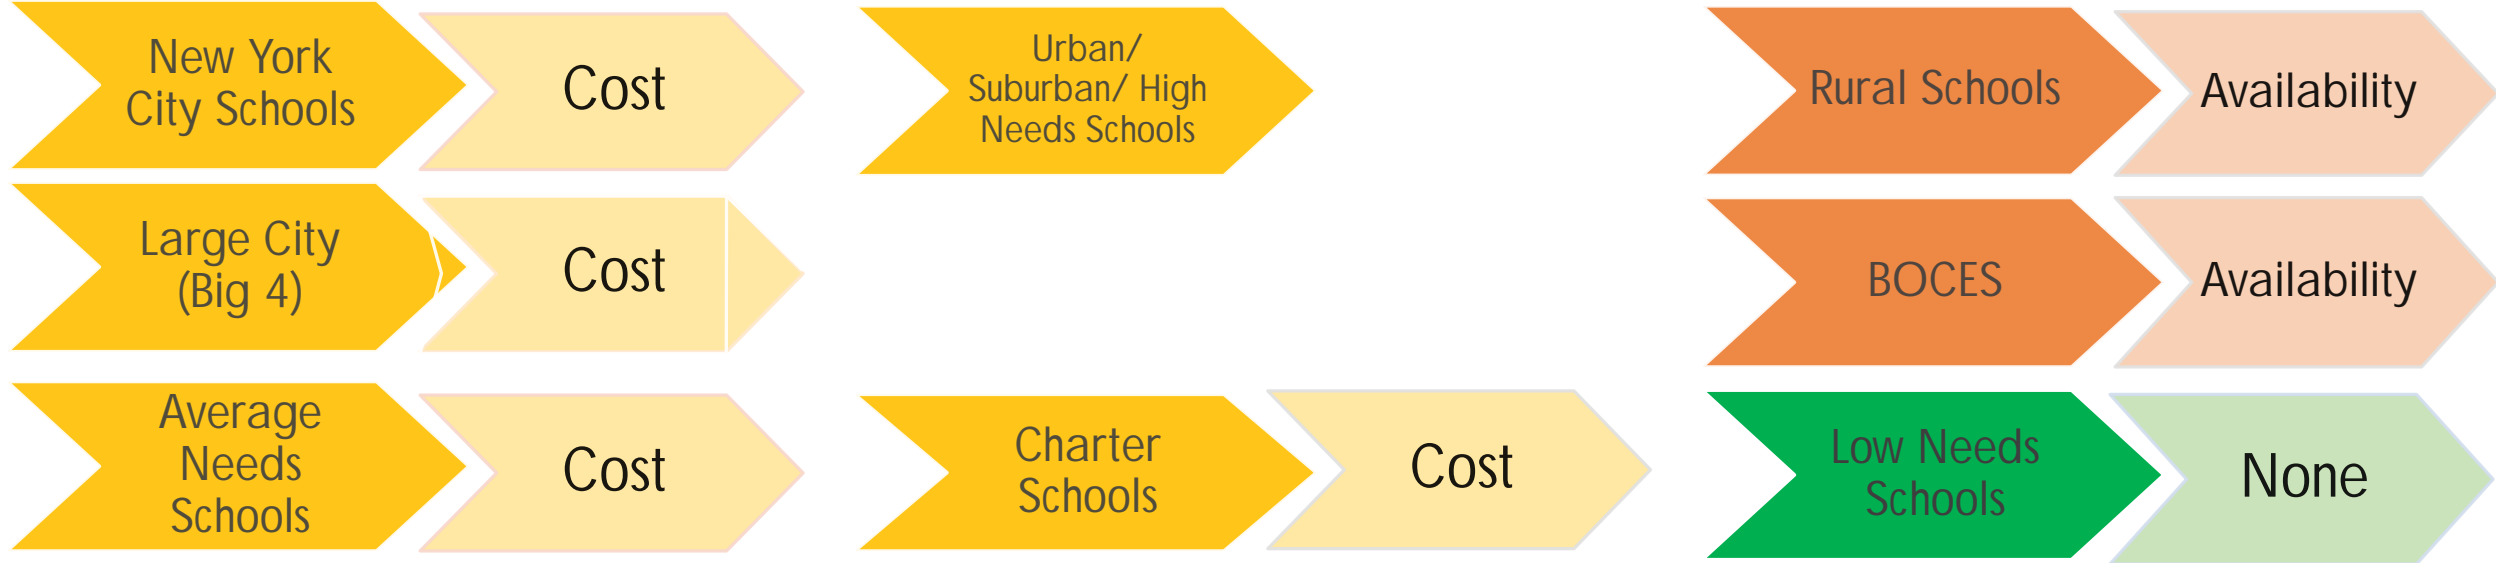 New York
City Schools
Cost
Urban/
Suburban/ High
Needs Schools
Rural Schools
Availability
Large City
(Big 4)
Cost
BOCES
Availability
Average
Needs
Schools
Cost
Charter
Schools
Cost
Low Needs
Schools
None